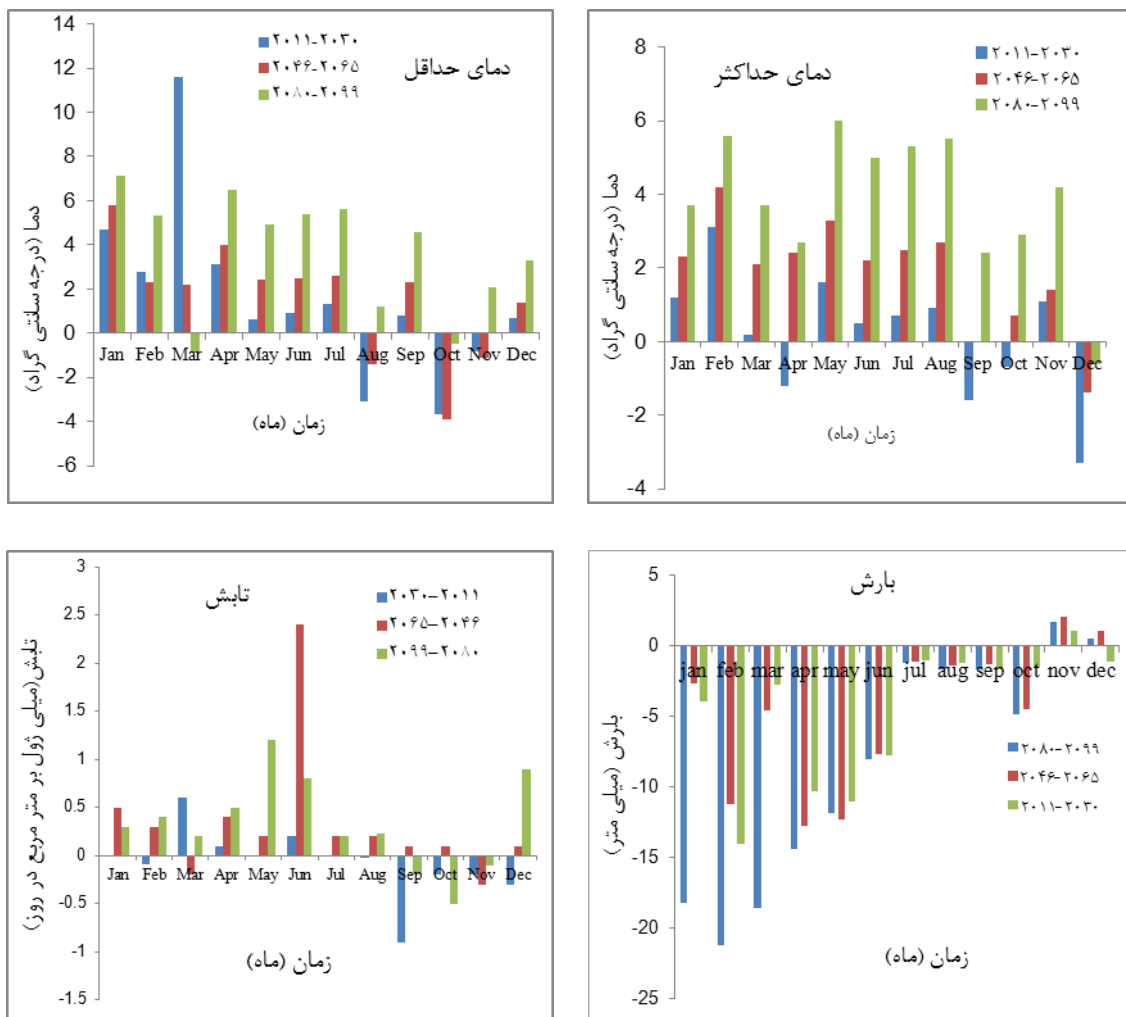 دمای حداقل
۲۰۱۱-۲۰۳۰
۲۰۴۶-۲۰۶۵
۲۰۸۰-۲۰۹۹
14
12
10
8
6
4
2
0
-2
-4
-6
Jan Feb Mar Apr May Jun Jul Aug Sep Oct Nov Dec
دما (درجه سلنتی گراد)
زمان (ماه)
دمای حداکثر
۲۰۱۱-۲۰۳۰
۲۰۴۶-۲۰۶۵
۲۰۸۰-۲۰۹۹
8
6
4
2
0
-2
-4
Jan Feb Mar Apr May Jun Jul Aug Sep Oct Nov Dec
دما (درجه سلنتی گراد)
زمان (ماه)
تابش
۲۰۳۰-۲۰۱۱
۲۰۶۵-۲۰۴۶
۲۰۹۹-۲۰۸۰
3
2.5
2
1.5
1
0.5
0
-0.5
-1
-1.5
Jan Feb Mar Apr May Jun Jul Aug Sep Oct Nov Dec
تابش(میلی ژول بر متر مربع در روز)
زمان (ماه)
بارش
5
0
-5
-10
-15
-20
-25
jan feb mar apr may jun jul aug sep oct nov dec
۲۰۸۰-۲۰۹۹
۲۰۴۶-۲۰۶۵
۲۰۱۱-۲۰۳۰
بارش (میلی متر)
زمان (ماه)